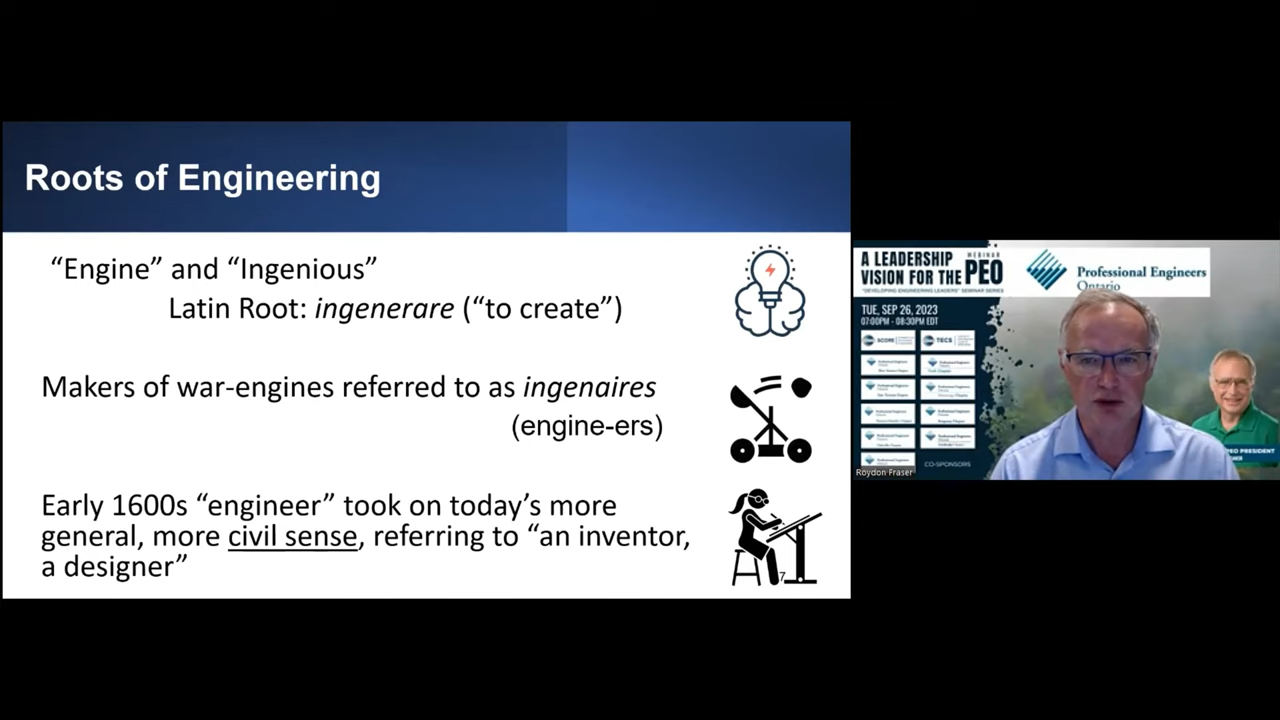 Roots of Engineering
“Engine” and “Ingenious”
Latin Root: ingenerare (“to create”)
Makers of war-engines referred to as ingenaires
(engine-ers)
Early 1600s “engineer” took on today’s more
general, more civil sense, referring to “an inventor,
a designer”
7
A LEADERSHIP WEBINAR
VISION FOR THE PEO
"DEVELOPING ENGINEERING LEADERS" SEMINAR SERIES
TUE, SEP 26, 2023
07:00PM - 08:30PM EDT
Professional Engineers
Ontario
SCORE
TECS
CO-SPONSORS
PEO PRESIDENT
Roydon Fraser